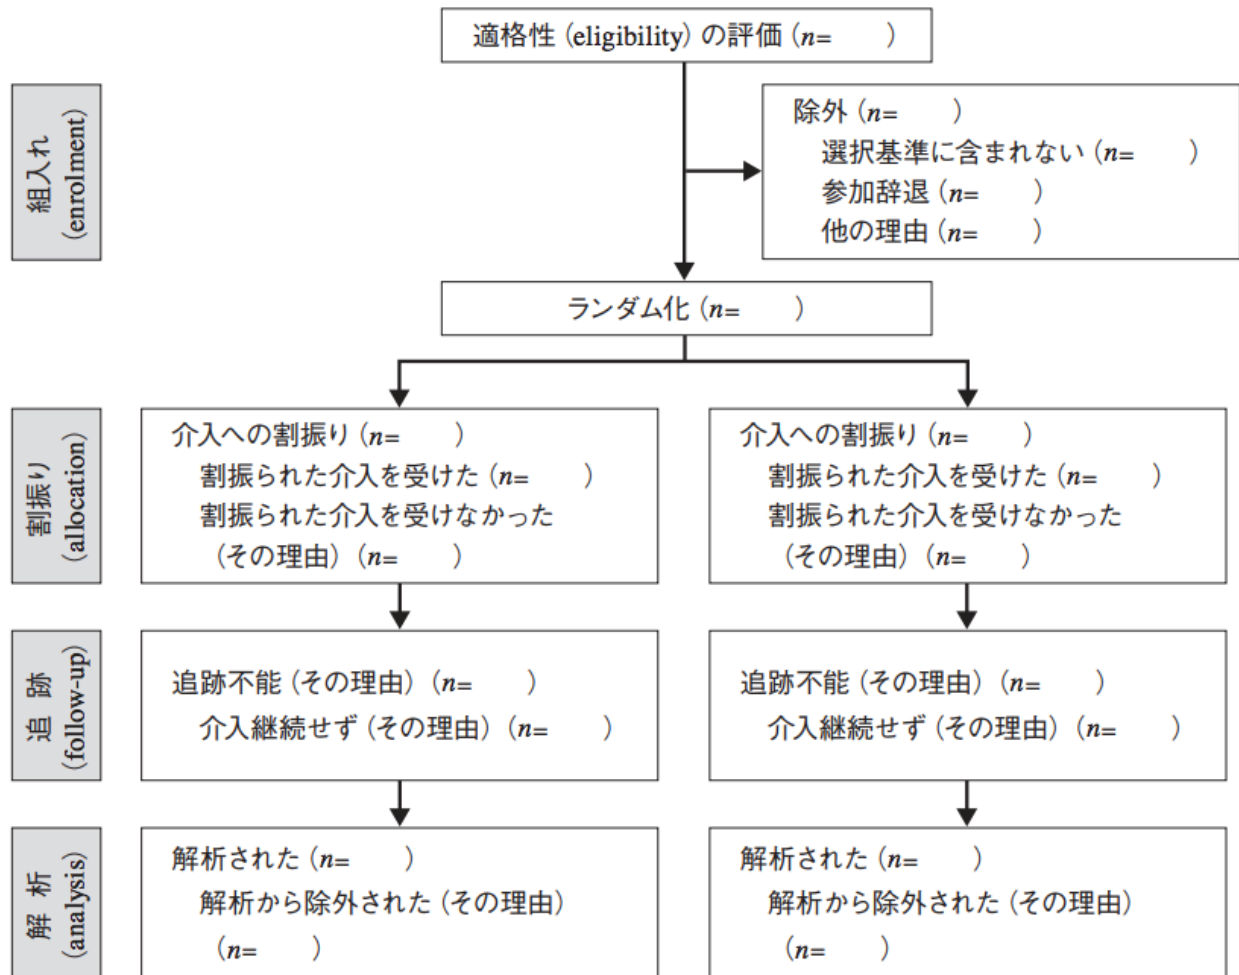 適格性 (eligibility) の評価 (n=　　)
組入れ
(enrolment)
除外 (n=　　)
選択基準に含まれない (n=　　)
参加辞退 (n=　　)
他の理由 (n=　　)
ランダム化 (n=　　)
割振り
(allocation)
介入への割振り (n=　　)
割振られた介入を受けた (n=　　)
割振られた介入を受けなかった
(その理由) (n=　　)
介入への割振り (n=　　)
割振られた介入を受けた (n=　　)
割振られた介入を受けなかった
(その理由) (n=　　)
追 跡
(follow-up)
追跡不能 (その理由) (n=　　)
介入継続せず (その理由) (n=　　)
追跡不能 (その理由) (n=　　)
介入継続せず (その理由) (n=　　)
解 析
(analysis)
解析された (n=　　)
解析から除外された (その理由)
(n=　　)
解析された (n=　　)
解析から除外された (その理由)
(n=　　)